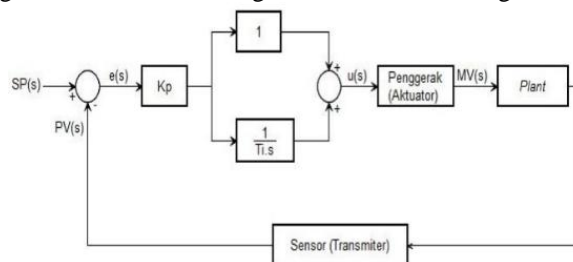 1
SP(s)
+
-
e(s)
Kp
+
+
u(s)
Penggerak
(Aktuator)
MV(s)
Plant
PV(s)
1
Ti.s
Sensor (Transmiter)